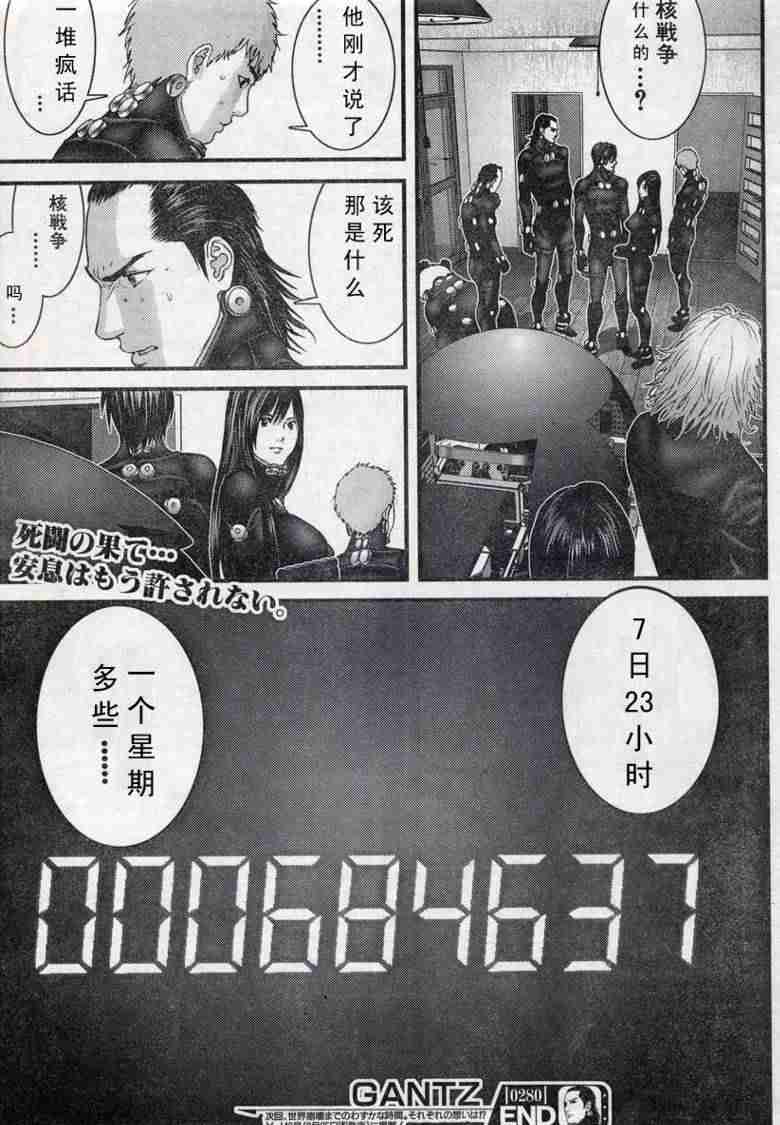 核戦争
什么的…?
他刚才说了
一堆疯话
…
该死
那是什么
核戦争
……
吗…
死闘の果て…
安息はもう許されない。
7日23小时
一个星期
多些……
000684637
GANTZ
0280
END
次回、世界崩壊までのわずかな時間。それぞれの想いは!?